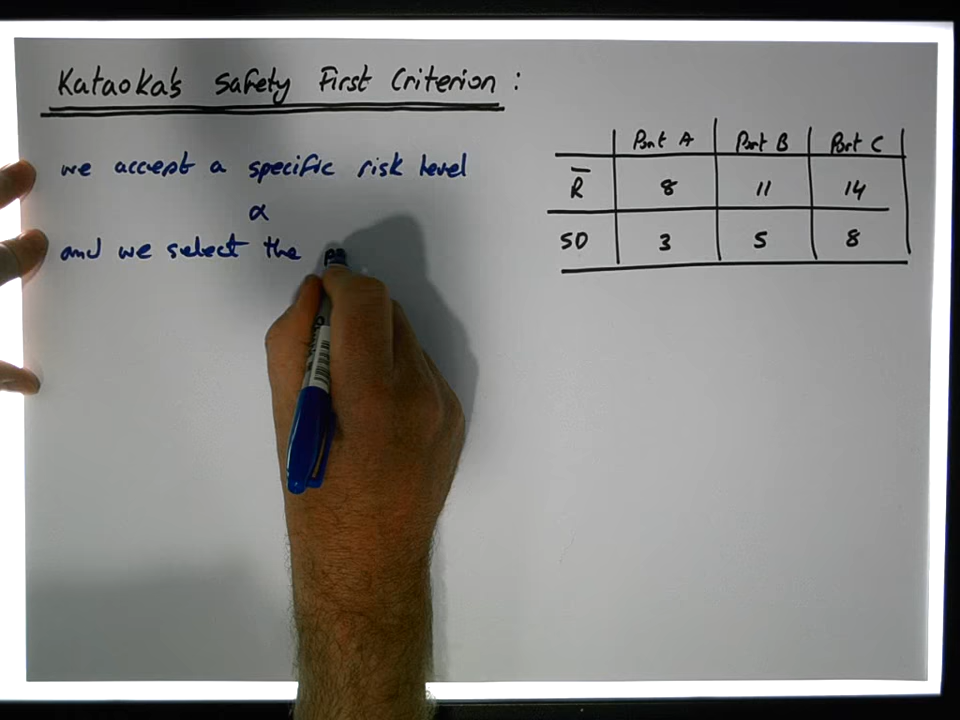 Kataoka's Safety First Criterion :
we accept a specific risk level
α
and we select the
Port A Port B Port C
R̅ 8 11 14
SD 3 5 8